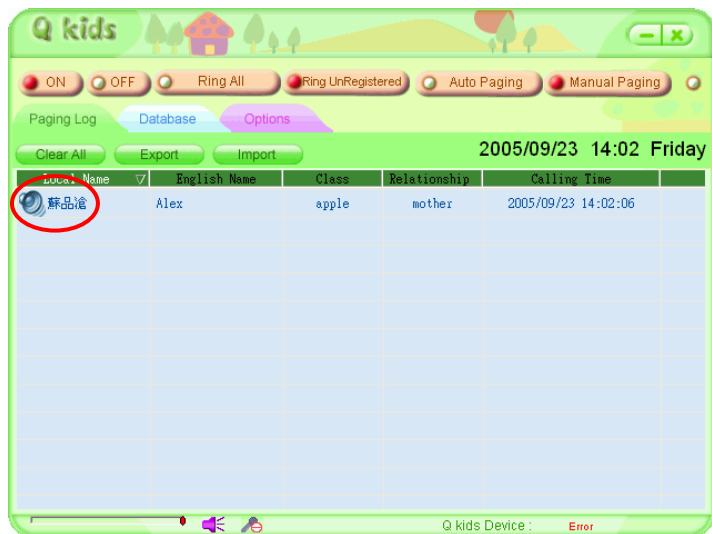 Q kids
ON OFF Ring All Ring UnRegistered Auto Paging Manual Paging
Paging Log Database Options
Clear All Export Import 2005/09/23 14:02 Friday
Local Name English Name Class Relationship Calling Time
蘇品滄 Alex apple mother 2005/09/23 14:02:06
Q kids Device : Error